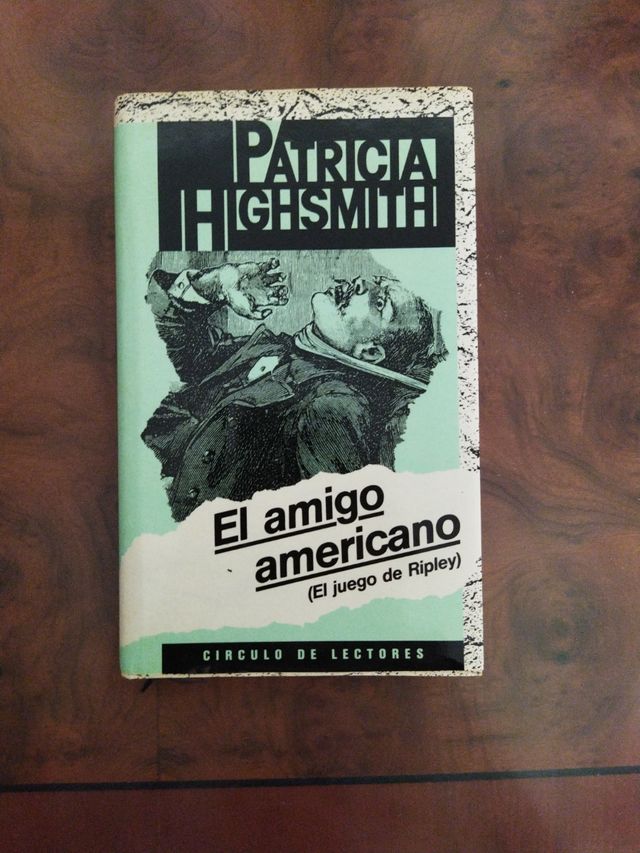 PATRICIA
HIGHSMITH
El amigo
americano
(El juego de Ripley)
CIRCULO DE LECTORES